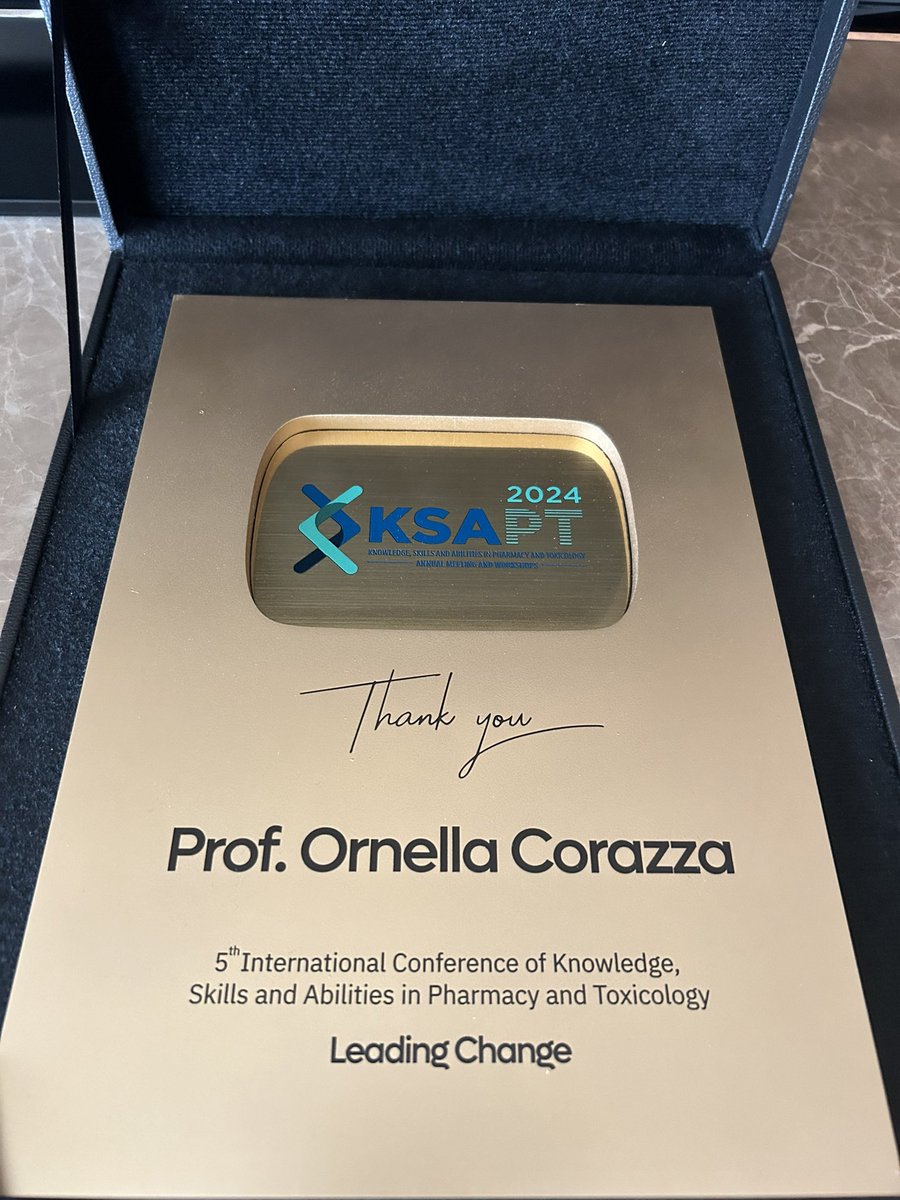 2024
KSAPT
KNOWLEDGE, SKILLS AND ABILITIES IN PHARMACY AND TOXICOLOGY
ANNUAL MEETING AND WORKSHOPS
Thank you
Prof. Ornella Corazza
5th International Conference of Knowledge,
Skills and Abilities in Pharmacy and Toxicology
Leading Change